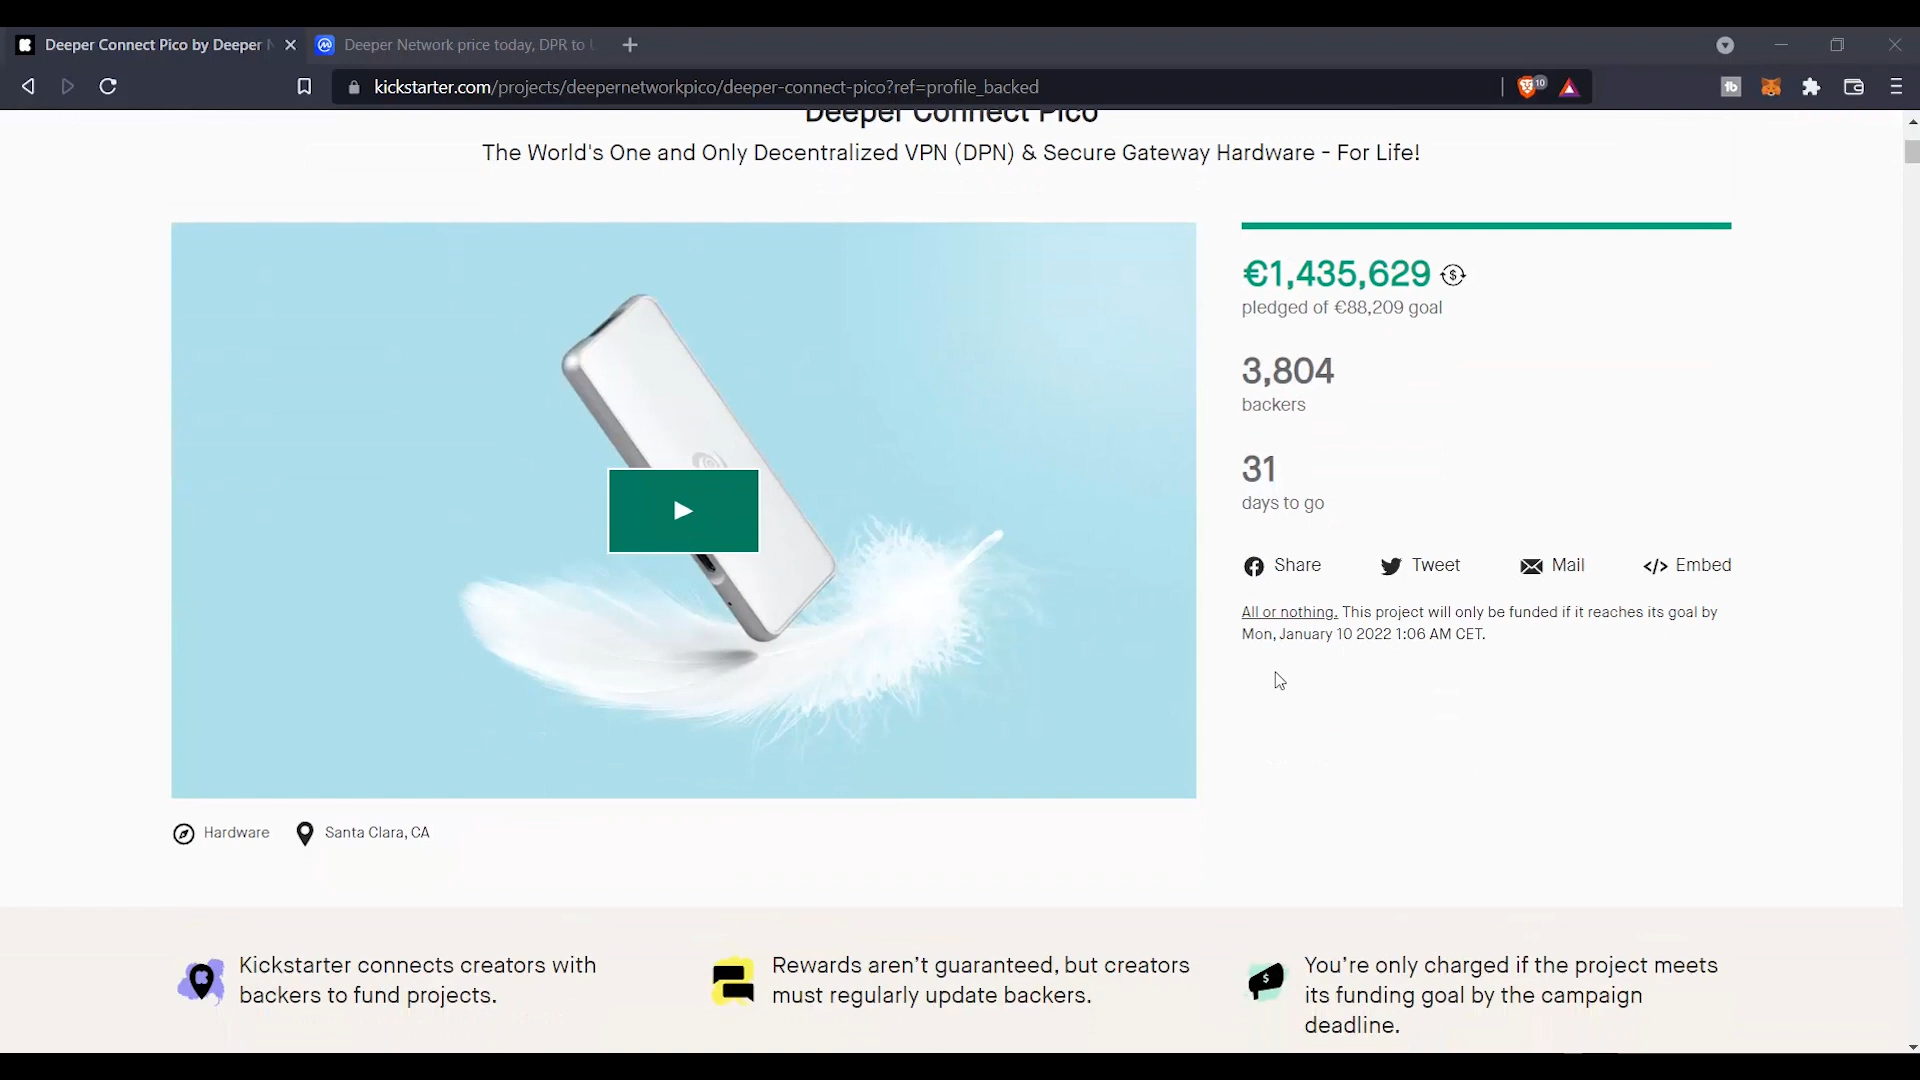 Deeper Connect Pico by Deeper N
Deeper Network price today, DPR to U
kickstarter.com/projects/deepernetworkpico/deeper-connect-pico?ref=profile_backed
10
Deeper Connect Pico
The World's One and Only Decentralized VPN (DPN) & Secure Gateway Hardware - For Life!
€1,435,629
pledged of €88,209 goal
3,804
backers
31
days to go
Share Tweet Mail </> Embed
All or nothing. This project will only be funded if it reaches its goal by
Mon, January 10 2022 1:06 AM CET.
Hardware Santa Clara, CA
Kickstarter connects creators with
backers to fund projects.
Rewards aren’t guaranteed, but creators
must regularly update backers.
You’re only charged if the project meets
its funding goal by the campaign
deadline.